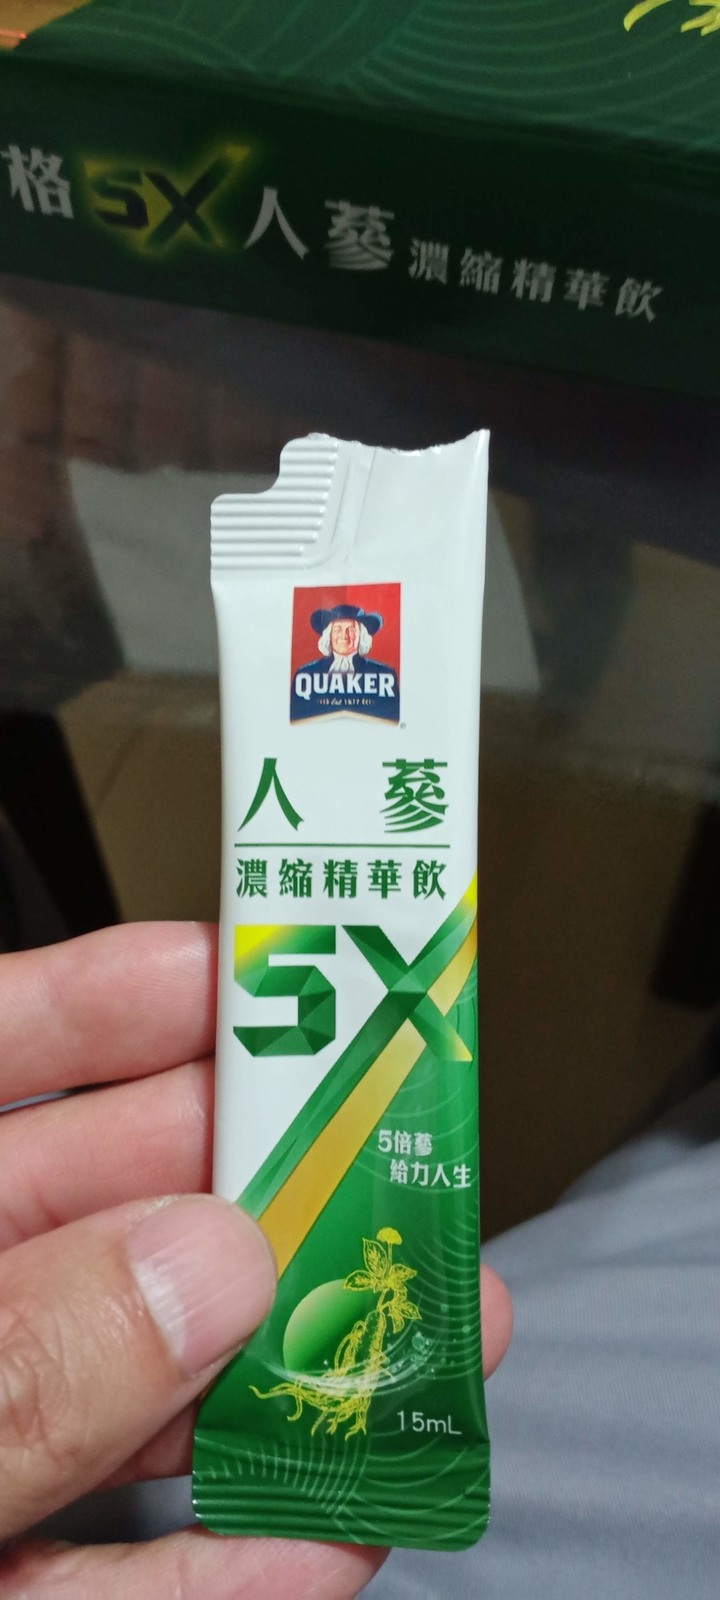 格5X人蔘濃縮精華飲
QUAKER
人蔘
濃縮精華飲
5X
5倍蔘
給力人生
15mL